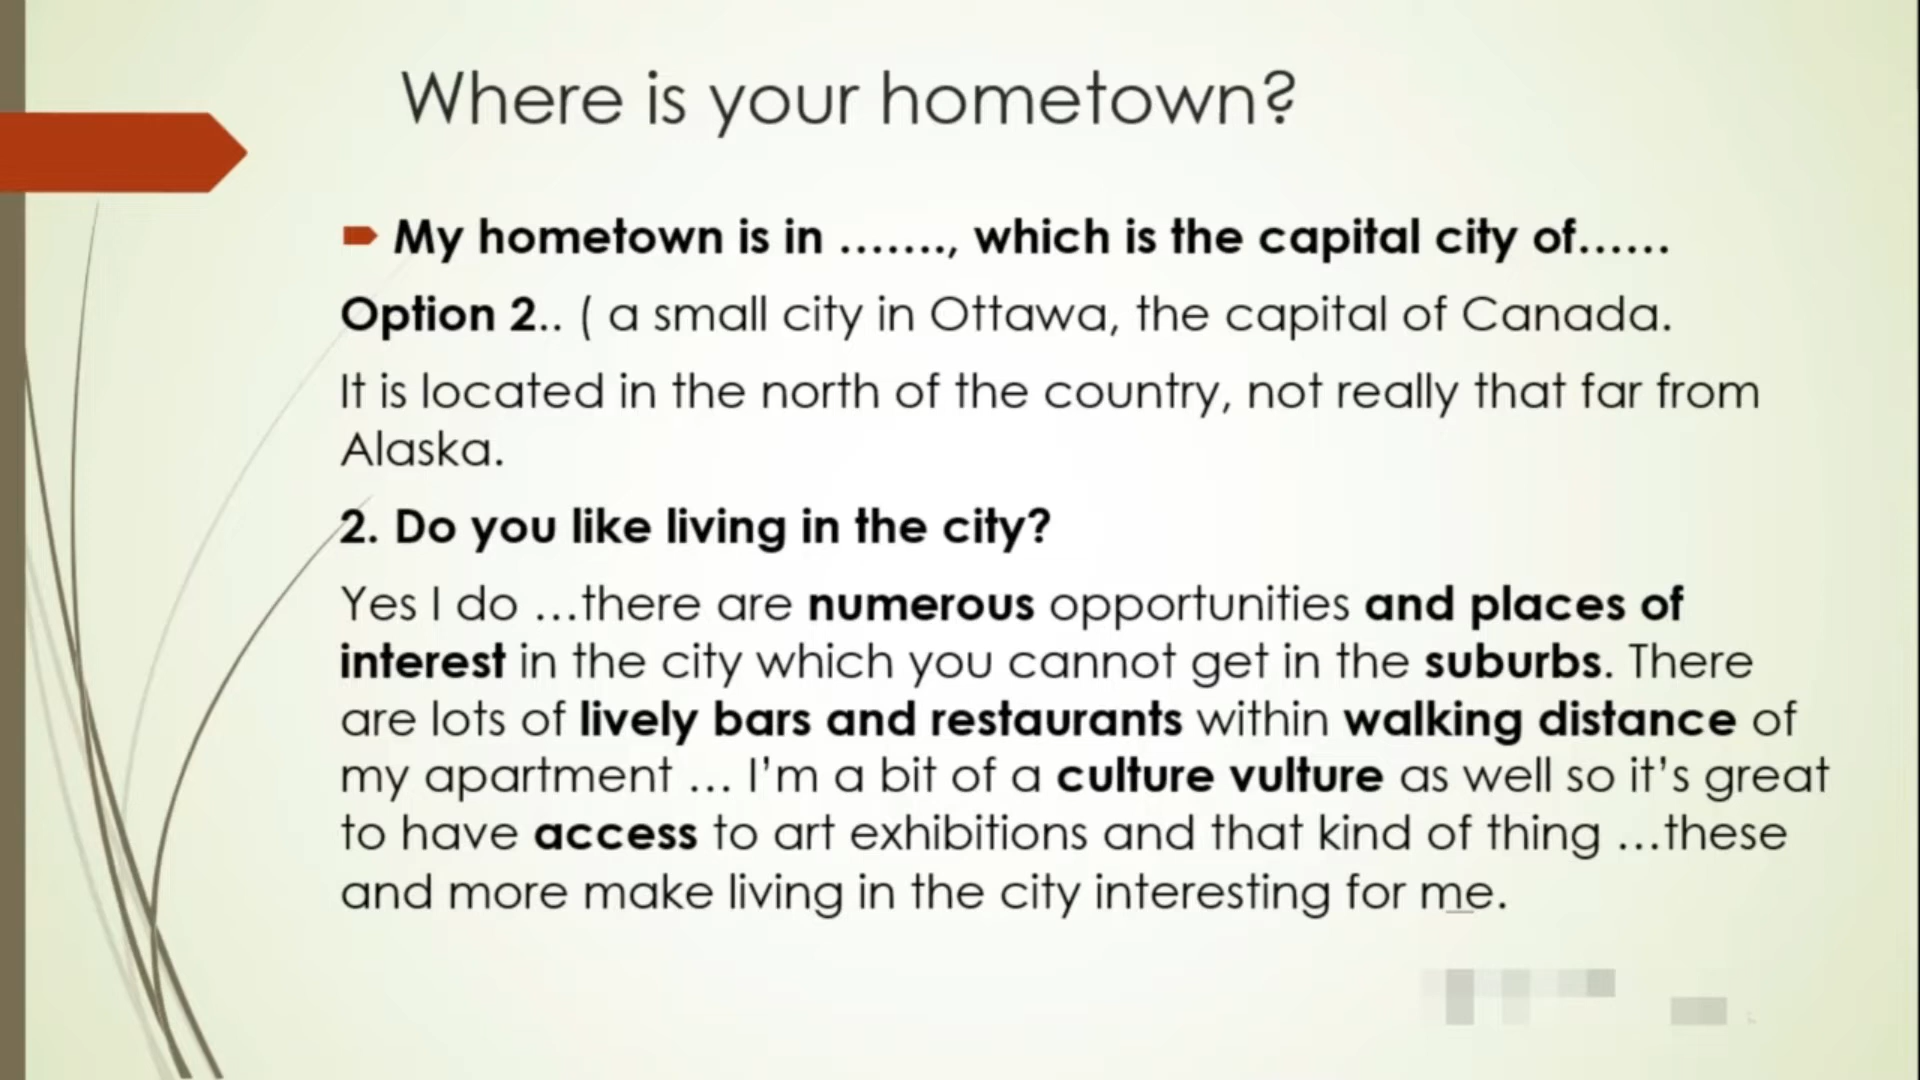 Where is your hometown?
My hometown is in ……., which is the capital city of……
Option 2.. ( a small city in Ottawa, the capital of Canada.
It is located in the north of the country, not really that far from
Alaska.
2. Do you like living in the city?
Yes I do …there are numerous opportunities and places of
interest in the city which you cannot get in the suburbs. There
are lots of lively bars and restaurants within walking distance of
my apartment … I’m a bit of a culture vulture as well so it’s great
to have access to art exhibitions and that kind of thing …these
and more make living in the city interesting for me.